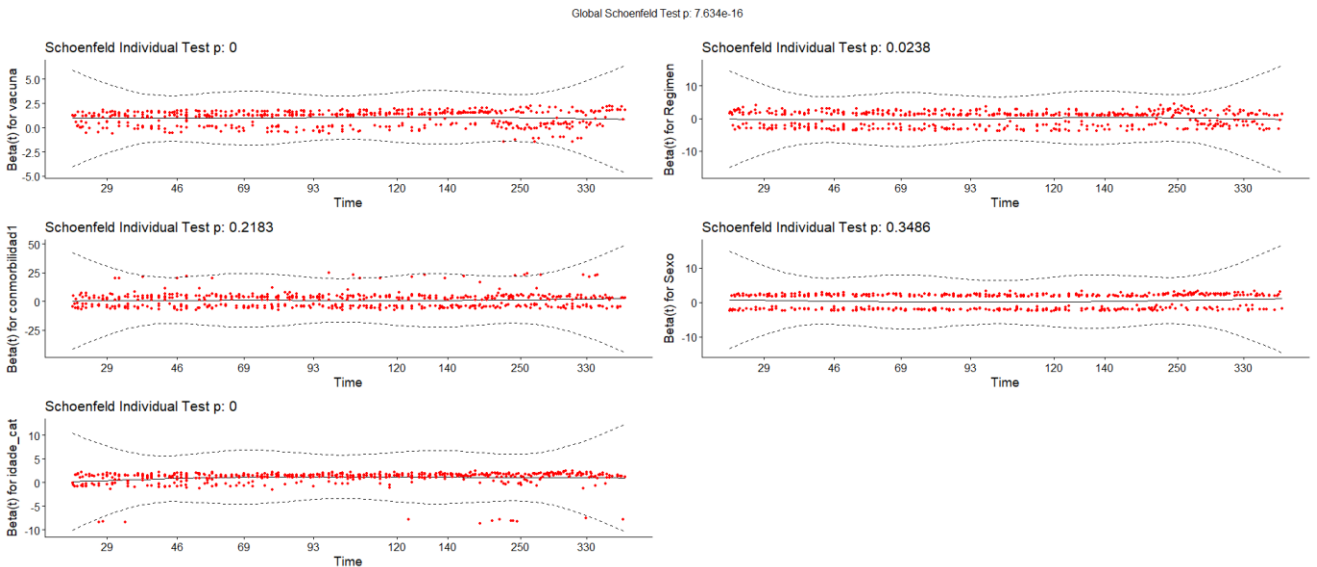 Global Schoenfeld Test p: 7.634e-16
Schoenfeld Individual Test p: 0
Beta(t) for vacuna
5.0
2.5
0.0
-2.5
-5.0
29 46 69 93 120 140 250 330
Time
Schoenfeld Individual Test p: 0.0238
Beta(t) for Regimen
10
0
-10
29 46 69 93 120 140 250 330
Time
Schoenfeld Individual Test p: 0.2183
Beta(t) for conmorbilidad1
50
25
0
-25
29 46 69 93 120 140 250 330
Time
Schoenfeld Individual Test p: 0.3486
Beta(t) for Sexo
10
0
-10
29 46 69 93 120 140 250 330
Time
Schoenfeld Individual Test p: 0
Beta(t) for idade_cat
10
5
0
-5
-10
29 46 69 93 120 140 250 330
Time